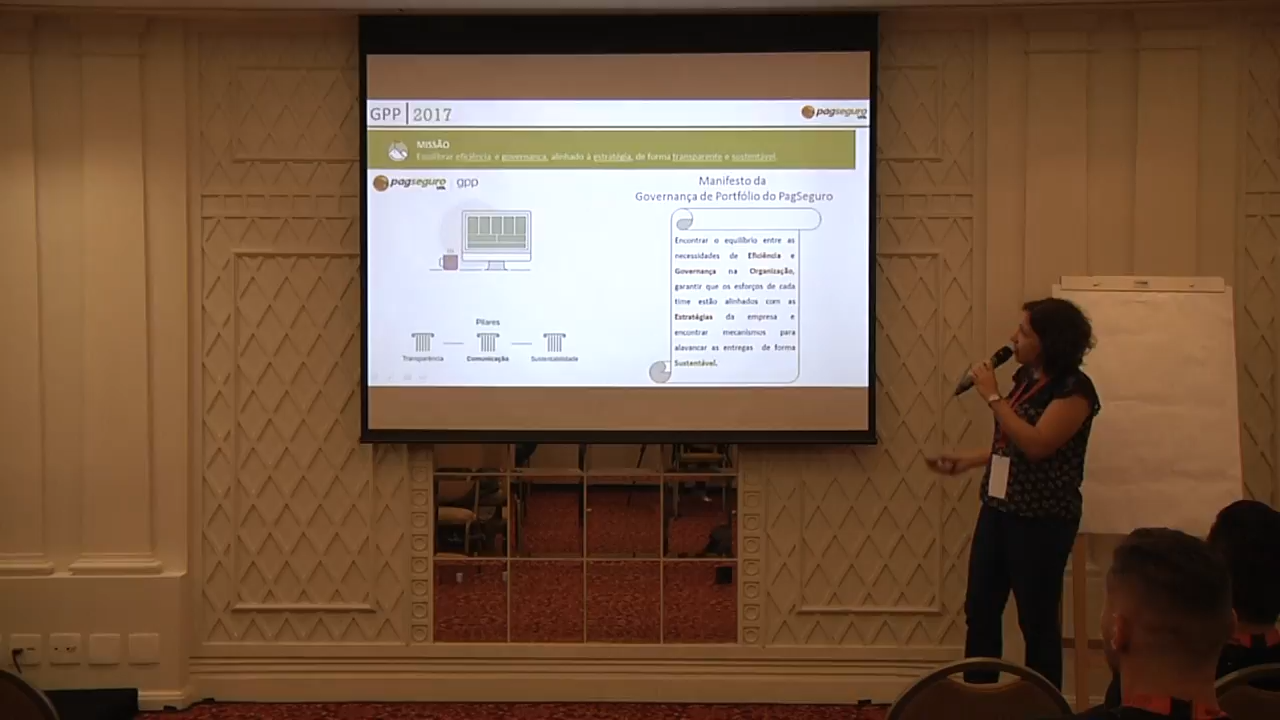 GPP | 2017
pagseguro
MISSÃO
Equilibrar eficiência e governança, alinhado à estratégia, de forma transparente e sustentável.
pagseguro gpp
Manifesto da
Governança de Portfólio do PagSeguro
Encontrar o equilíbrio entre as
necessidades de Eficiência e
Governança na Organização,
garantir que os esforços de cada
time estão alinhados com as
Estratégias da empresa e
encontrar mecanismos para
alavancar as entregas de forma
Sustentável.
Pilares
Transparência
Comunicação
Sustentabilidade